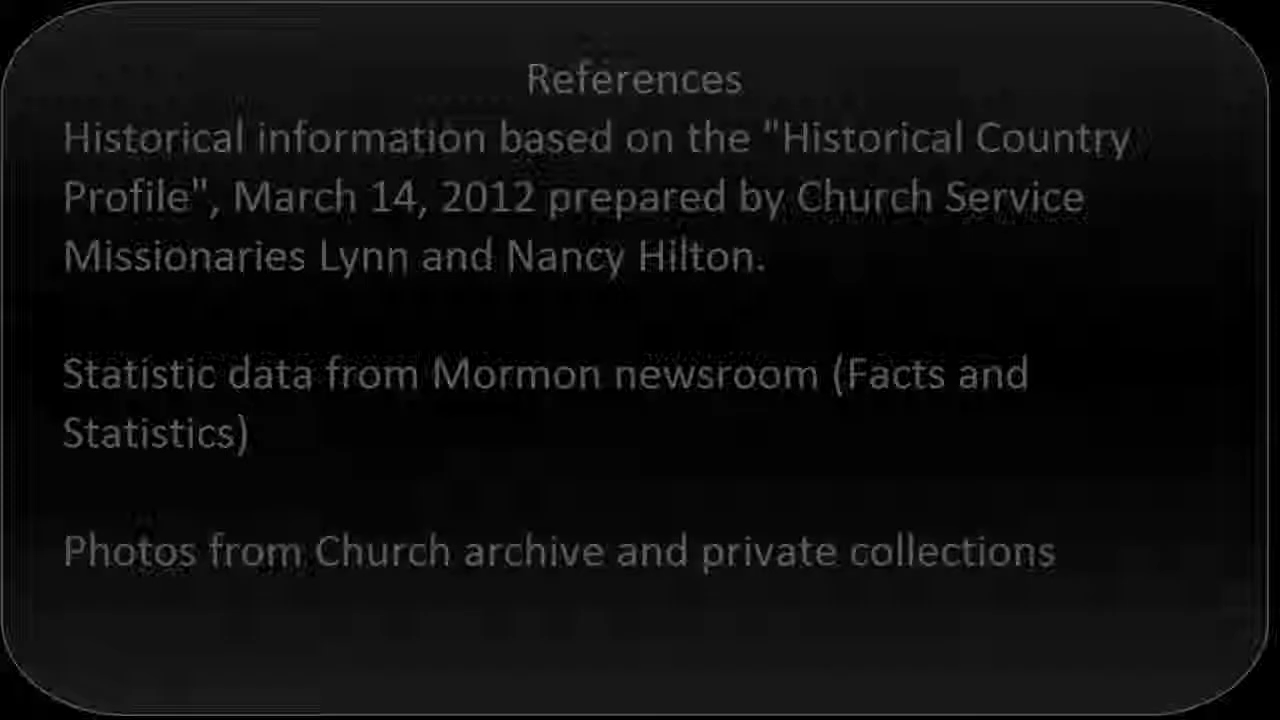 References
Historical information based on the "Historical Country
Profile", March 14, 2012 prepared by Church Service
Missionaries Lynn and Nancy Hilton.
Statistic data from Mormon newsroom (Facts and
Statistics)
Photos from Church archive and private collections